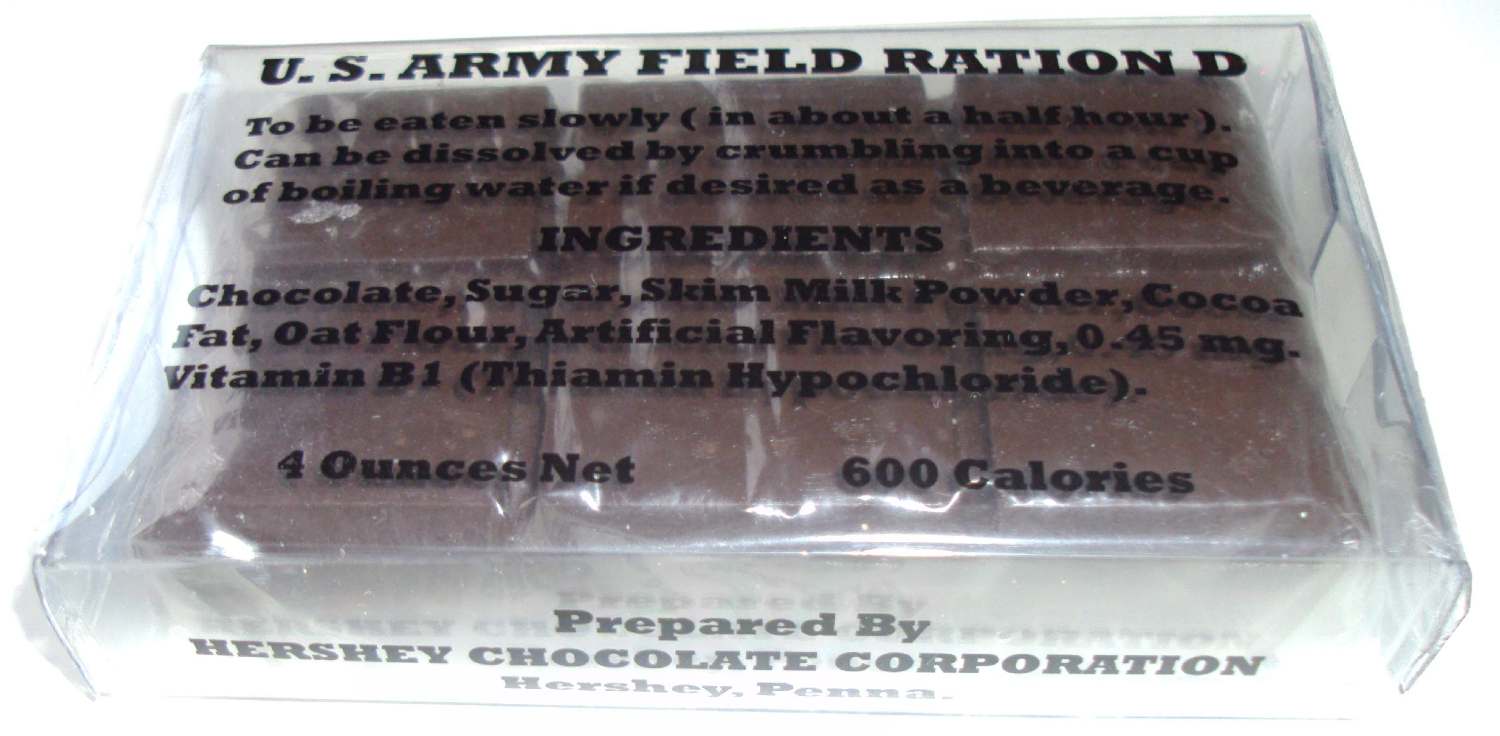 U. S. ARMY FIELD RATION D
To be eaten slowly ( in about a half hour ).
Can be dissolved by crumbling into a cup
of boiling water if desired as a beverage.
INGREDIENTS
Chocolate, Sugar, Skim Milk Powder, Cocoa
Fat, Oat Flour, Artificial Flavoring, 0.45 mg.
Vitamin B1 (Thiamin Hypochloride).
4 Ounces Net 600 Calories
Prepared By
HERSHEY CHOCOLATE CORPORATION
Hershey, Penna.